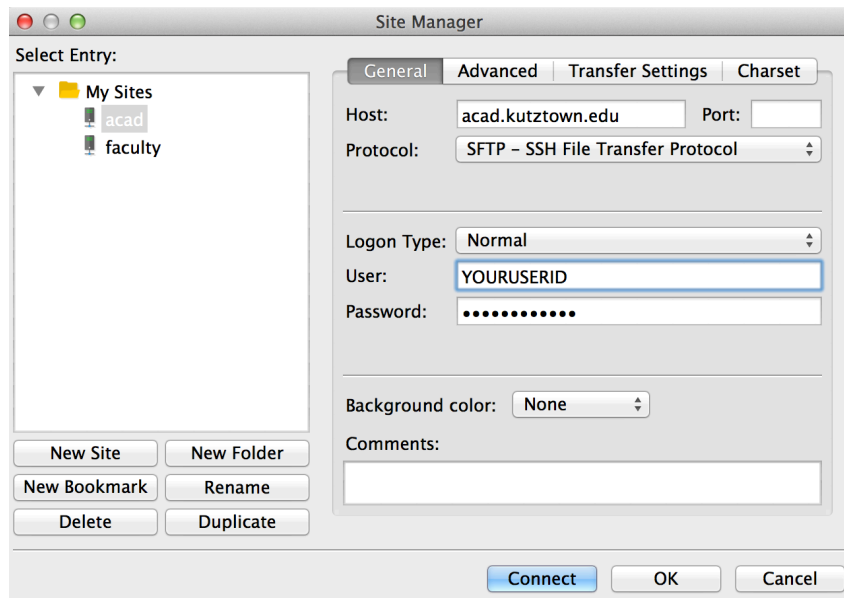 Site Manager
Select Entry:
My Sites
acad
faculty
New Site
New Folder
New Bookmark
Rename
Delete
Duplicate
General
Advanced
Transfer Settings
Charset
Host:
acad.kutztown.edu
Port:
Protocol:
SFTP – SSH File Transfer Protocol
Logon Type:
Normal
User:
YOURUSERID
Password:
••••••••••••
Background color:
None
Comments:
Connect
OK
Cancel